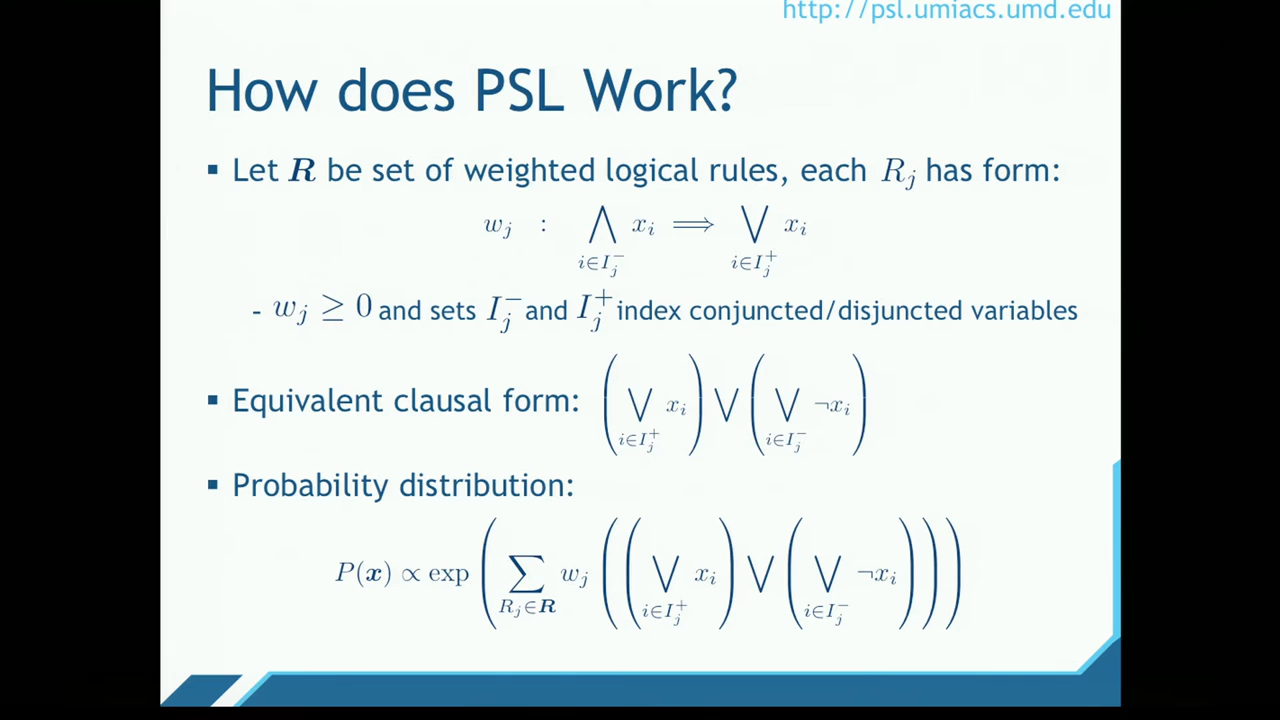 http://psl.umiacs.umd.edu
How does PSL Work?
▪ Let R be set of weighted logical rules, each R_j has form:
w_j : ⋀_{i∈I_j^-} x_i ⟹ ⋁_{i∈I_j^+} x_i
- w_j ≥ 0 and sets I_j^- and I_j^+ index conjuncted/disjuncted variables
▪ Equivalent clausal form: (⋁_{i∈I_j^+} x_i) ⋁ (⋁_{i∈I_j^-} ¬x_i)
▪ Probability distribution:
P(x) ∝ exp (∑_{R_j∈R} w_j (((⋁_{i∈I_j^+} x_i) ⋁ (⋁_{i∈I_j^-} ¬x_i))))